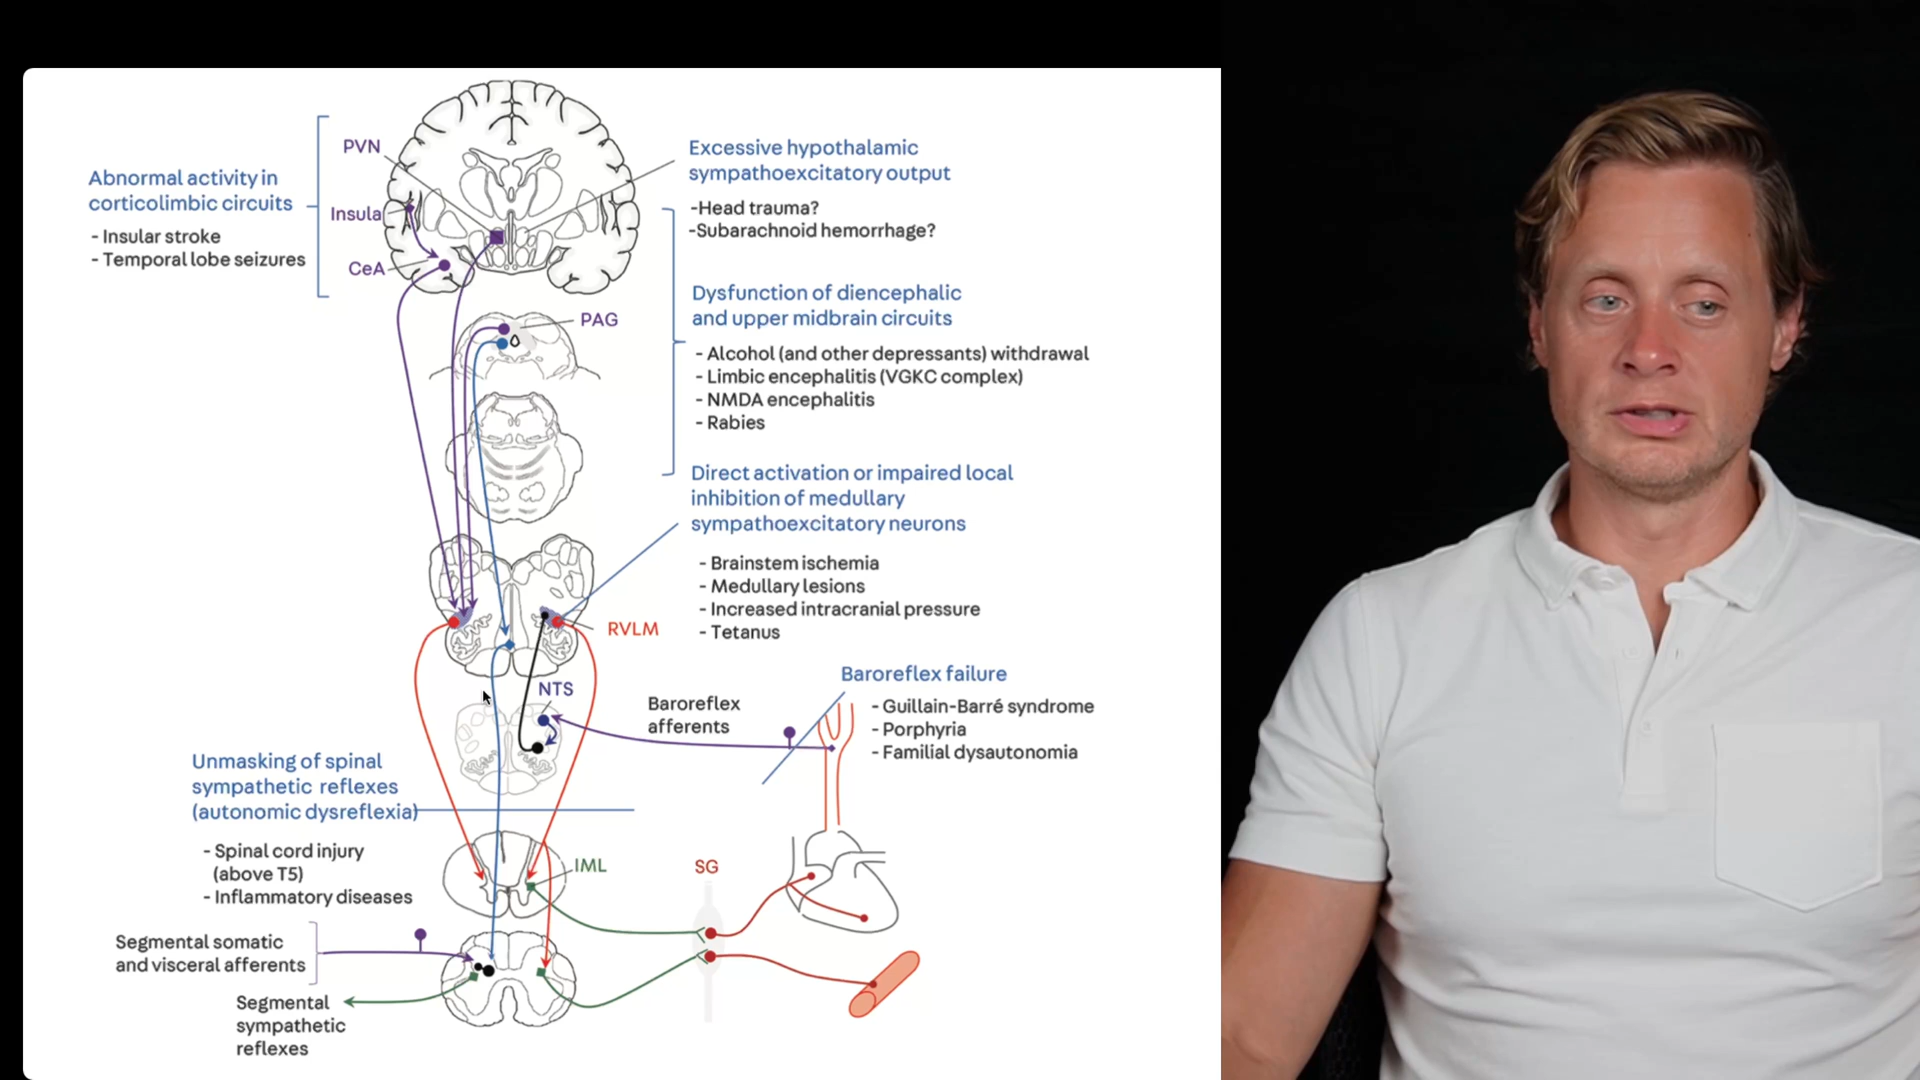 PVN
Abnormal activity in
corticolimbic circuits
- Insular stroke
- Temporal lobe seizures
Insula
CeA
Excessive hypothalamic
sympathoexcitatory output
-Head trauma?
-Subarachnoid hemorrhage?
PAG
Dysfunction of diencephalic
and upper midbrain circuits
- Alcohol (and other depressants) withdrawal
- Limbic encephalitis (VGKC complex)
- NMDA encephalitis
- Rabies
Direct activation or impaired local
inhibition of medullary
sympathoexcitatory neurons
- Brainstem ischemia
- Medullary lesions
- Increased intracranial pressure
- Tetanus
RVLM
NTS
Baroreflex
afferents
Baroreflex failure
- Guillain-Barré syndrome
- Porphyria
- Familial dysautonomia
Unmasking of spinal
sympathetic reflexes
(autonomic dysreflexia)
- Spinal cord injury
(above T5)
- Inflammatory diseases
IML
SG
Segmental somatic
and visceral afferents
Segmental
sympathetic
reflexes